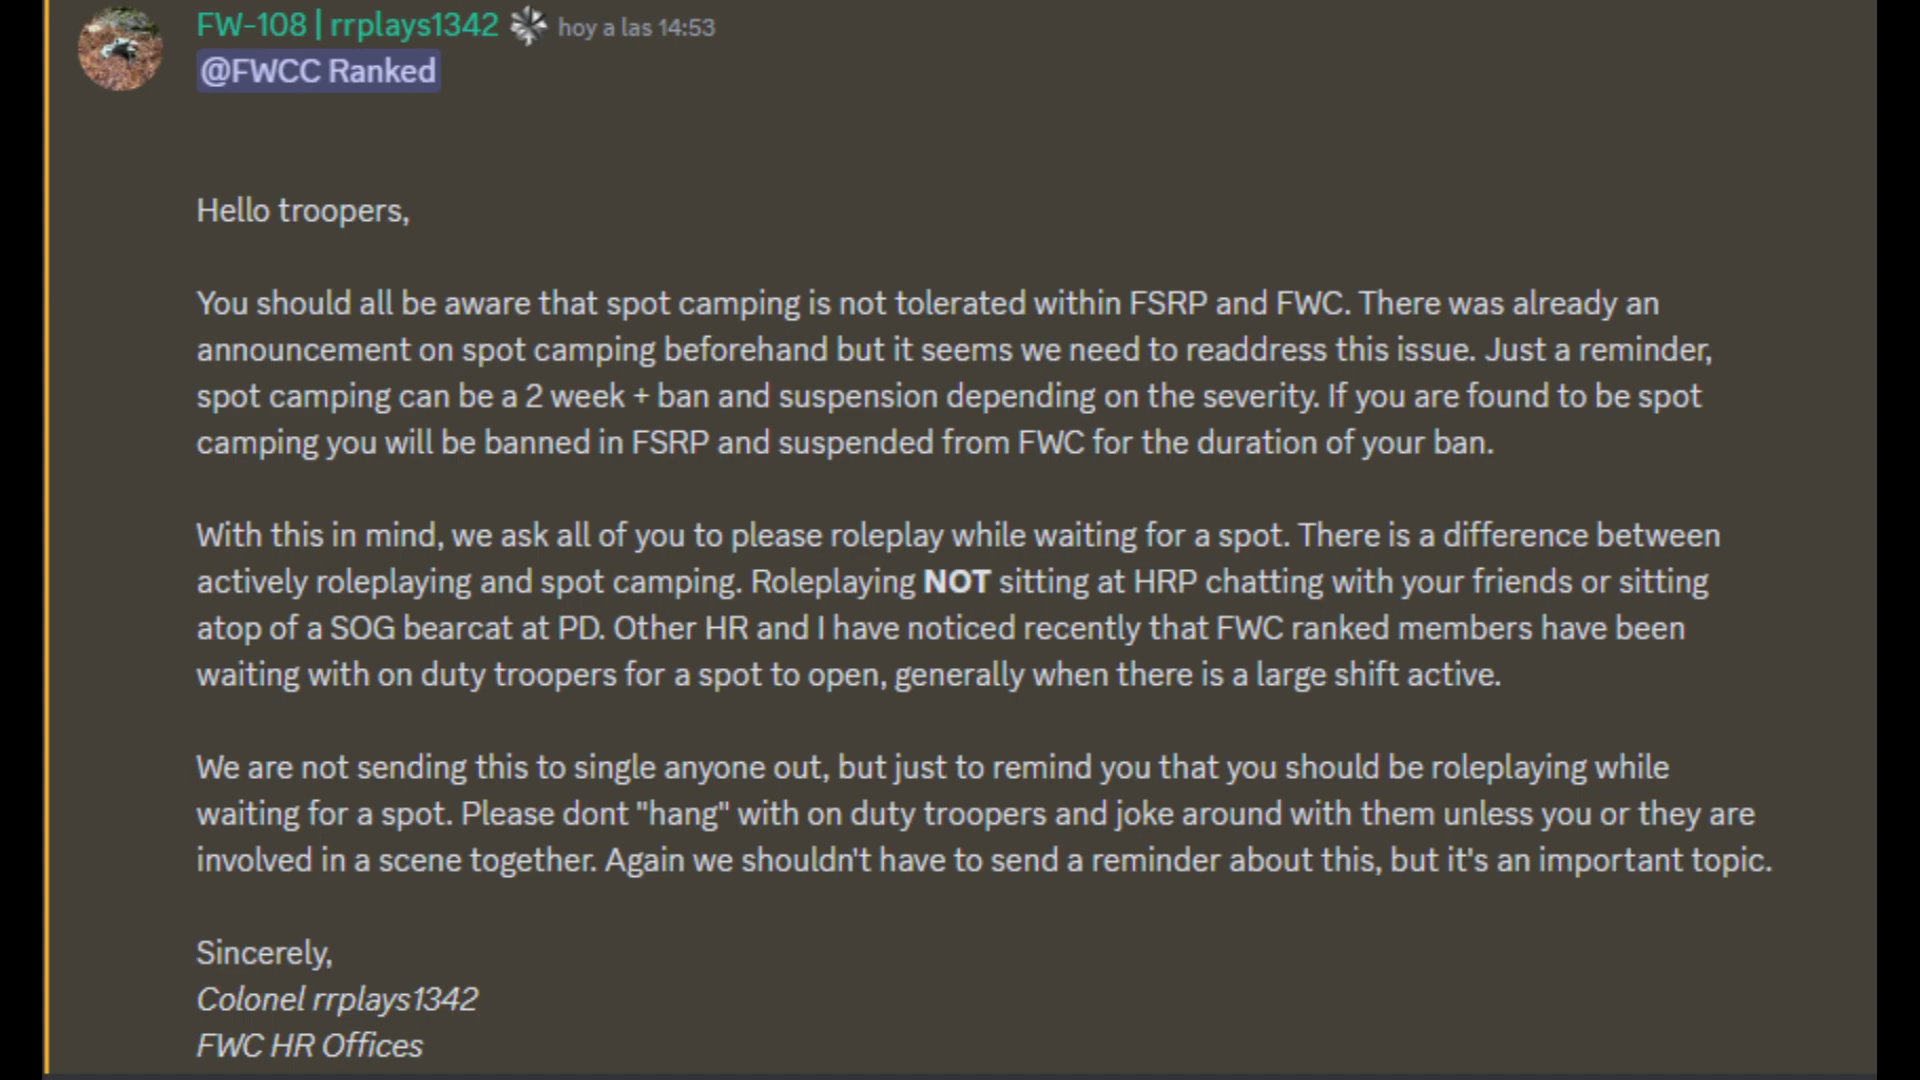 FW-108 | rrplays1342 hoy a las 14:53
@FWCC Ranked
Hello troopers,
You should all be aware that spot camping is not tolerated within FSRP and FWC. There was already an
announcement on spot camping beforehand but it seems we need to readdress this issue. Just a reminder,
spot camping can be a 2 week + ban and suspension depending on the severity. If you are found to be spot
camping you will be banned in FSRP and suspended from FWC for the duration of your ban.
With this in mind, we ask all of you to please roleplay while waiting for a spot. There is a difference between
actively roleplaying and spot camping. Roleplaying NOT sitting at HRP chatting with your friends or sitting
atop of a SOG bearcat at PD. Other HR and I have noticed recently that FWC ranked members have been
waiting with on duty troopers for a spot to open, generally when there is a large shift active.
We are not sending this to single anyone out, but just to remind you that you should be roleplaying while
waiting for a spot. Please dont "hang" with on duty troopers and joke around with them unless you or they are
involved in a scene together. Again we shouldn't have to send a reminder about this, but it's an important topic.
Sincerely,
Colonel rrplays1342
FWC HR Offices